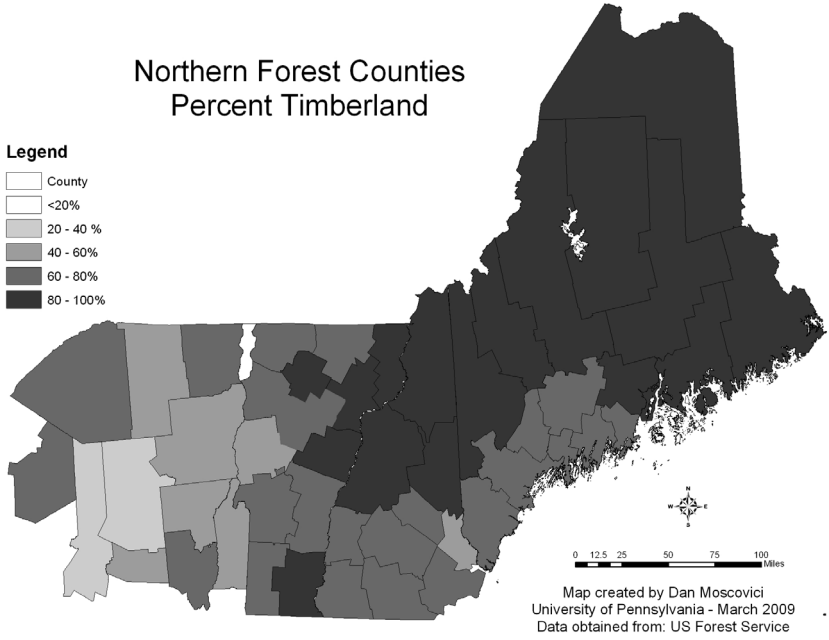 Northern Forest Counties
Percent Timberland
Legend
County
<20%
20 - 40 %
40 - 60%
60 - 80%
80 - 100%
N
W E
S
0 12.5 25 50 75 100
Miles
Map created by Dan Moscovici
University of Pennsylvania - March 2009
Data obtained from: US Forest Service